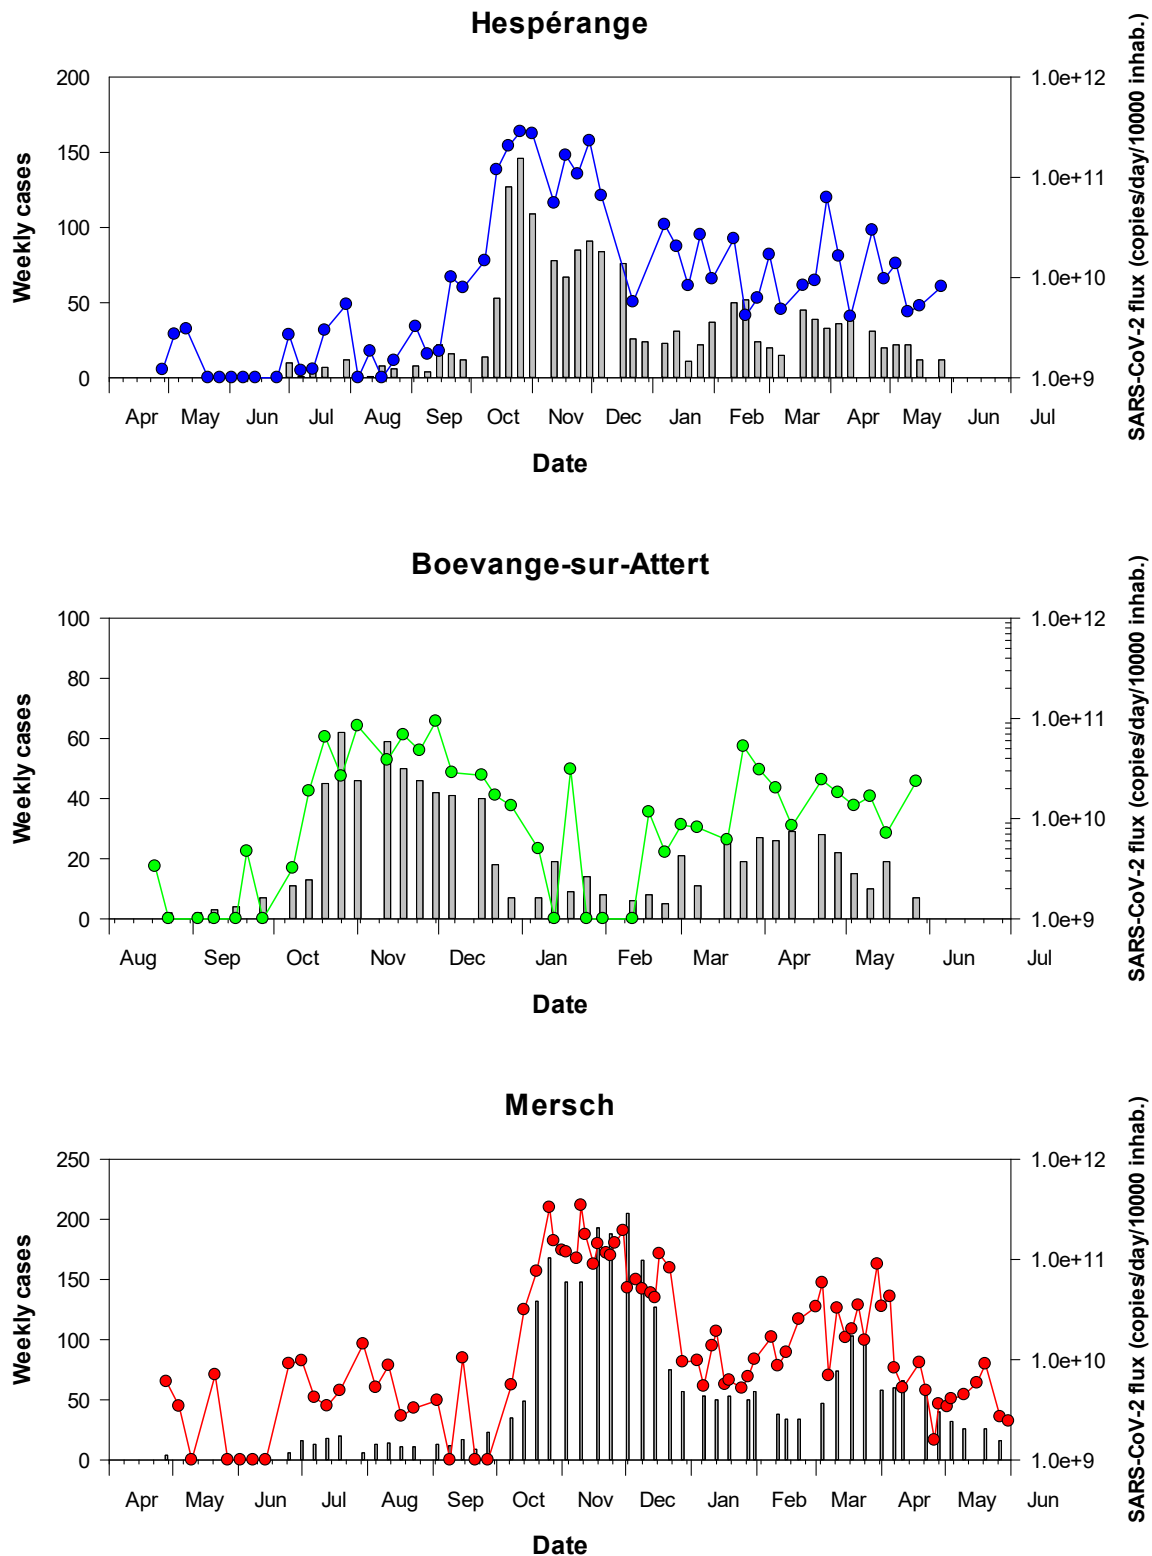 Hespérange
200
150
100
50
0
Weekly cases
1.0e+12
1.0e+11
1.0e+10
1.0e+9
SARS-CoV-2 flux (copies/day/10000 inhab.)
Apr May Jun Jul Aug Sep Oct Nov Dec Jan Feb Mar Apr May Jun Jul
Date
Boevange-sur-Attert
100
80
60
40
20
0
Weekly cases
1.0e+12
1.0e+11
1.0e+10
1.0e+9
SARS-CoV-2 flux (copies/day/10000 inhab.)
Aug Sep Oct Nov Dec Jan Feb Mar Apr May Jun Jul
Date
Mersch
250
200
150
100
50
0
Weekly cases
1.0e+12
1.0e+11
1.0e+10
1.0e+9
SARS-CoV-2 flux (copies/day/10000 inhab.)
Apr May Jun Jul Aug Sep Oct Nov Dec Jan Feb Mar Apr May Jun
Date